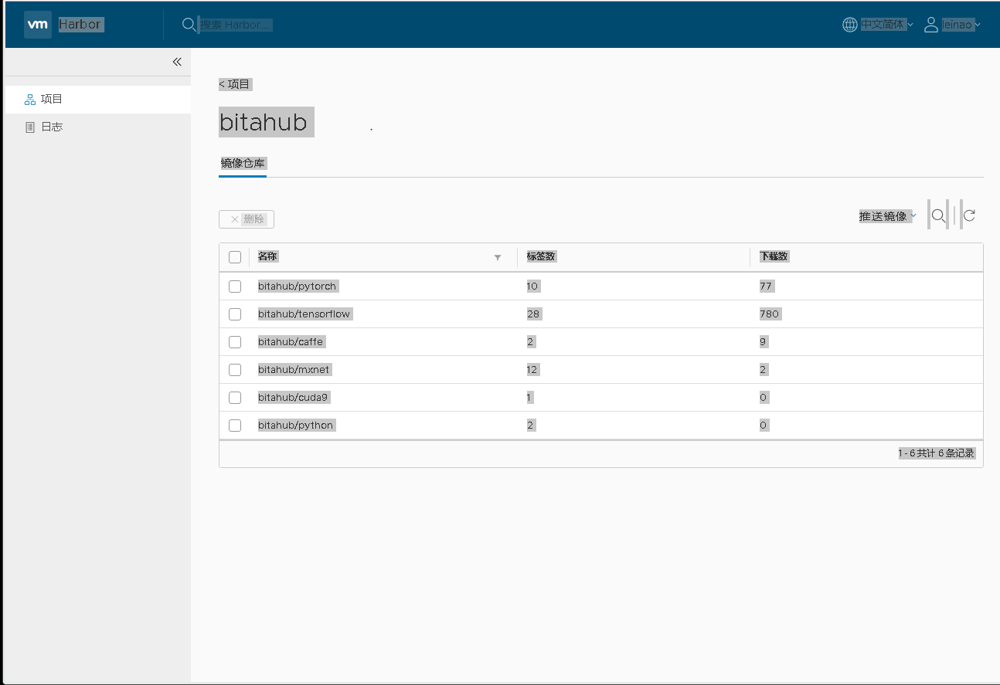 vm Harbor 搜索 Harbor... 中文简体 leinao
项目
日志
< 项目
bitahub
镜像仓库
删除 推送镜像
名称 标签数 下载数
bitahub/pytorch 10 77
bitahub/tensorflow 28 780
bitahub/caffe 2 9
bitahub/mxnet 12 2
bitahub/cuda9 1 0
bitahub/python 2 0
1 - 6 共计 6 条记录